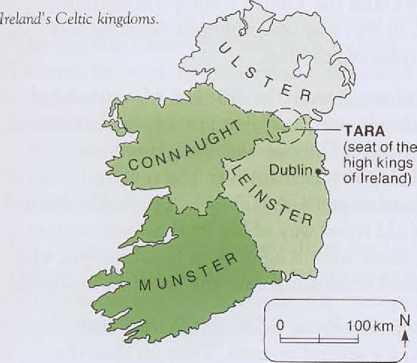 Ireland's Celtic kingdoms.
ULSTER
CONNAUGHT
TARA
(seat of the
high kings
of Ireland)
Dublin
LEINSTER
MUNSTER
0 100 km N